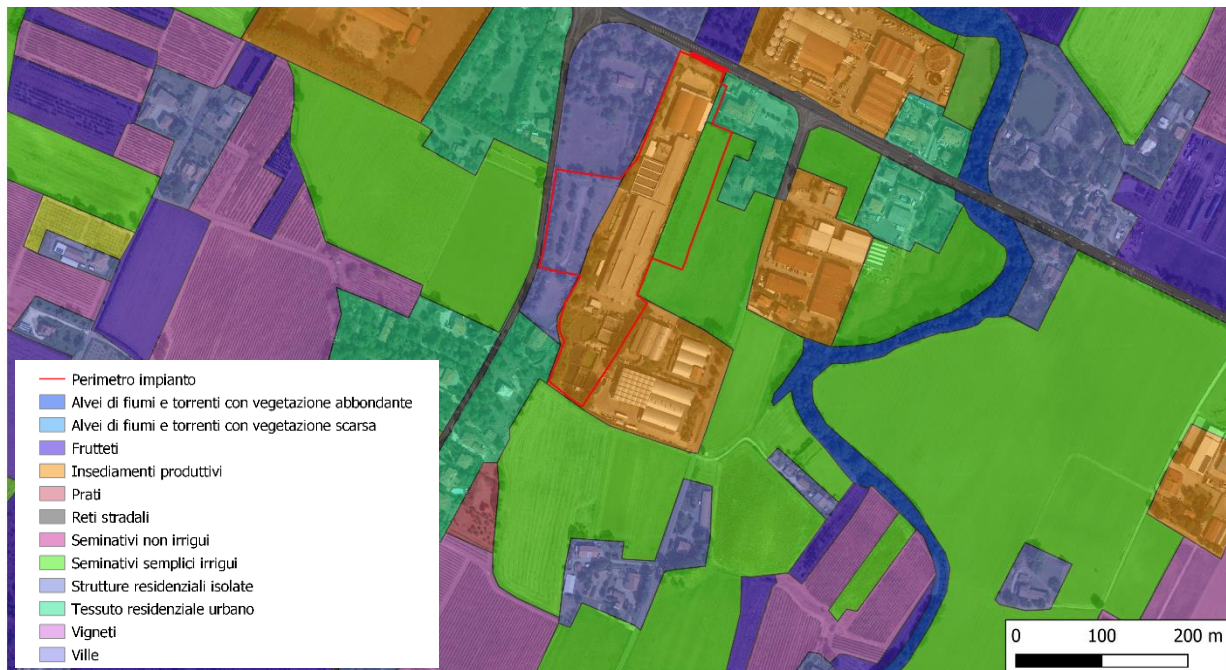 Perimetro impianto
Alvei di fiumi e torrenti con vegetazione abbondante
Alvei di fiumi e torrenti con vegetazione scarsa
Frutteti
Insediamenti produttivi
Prati
Reti stradali
Seminativi non irrigui
Seminativi semplici irrigui
Strutture residenziali isolate
Tessuto residenziale urbano
Vigneti
Ville
0 100 200 m